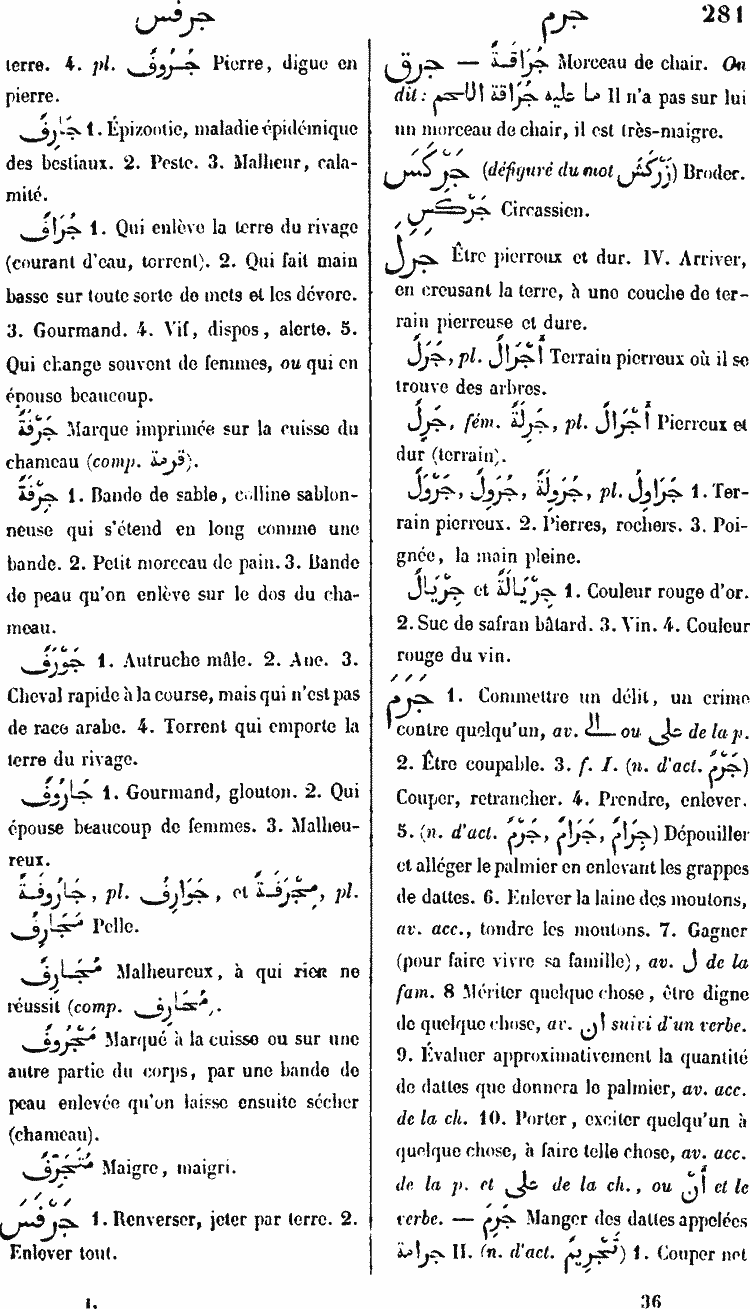 جرفس
جرم
281
terre. 4. pl. جُرُوفٌ Pierre, digue en
pierre.
جَارِفٌ 1. Épizootie, maladie épidémique
des bestiaux. 2. Peste. 3. Malheur, cala-
mité.
جُرَافٌ 1. Qui enlève la terre du rivage
(courant d'eau, torrent). 2. Qui fait main
basse sur toute sorte de mets et les dévore.
3. Gourmand. 4. Vif, dispos, alerte. 5.
Qui change souvent de femmes, ou qui en
épouse beaucoup.
جَرْفَةٌ Marque imprimée sur la cuisse du
chameau (comp. قرمة).
جِرْفَةٌ 1. Bande de sable, colline sablon-
neuse qui s'étend en long comme une
bande. 2. Petit morceau de pain. 3. Bande
de peau qu'on enlève sur le dos du cha-
meau.
جَوْرَفٌ 1. Autruche mâle. 2. Ane. 3.
Cheval rapide à la course, mais qui n'est pas
de race arabe. 4. Torrent qui emporte la
terre du rivage.
جَارُوفٌ 1. Gourmand, glouton. 2. Qui
épouse beaucoup de femmes. 3. Malheu-
reux.
جَارُوفَةٌ, pl. جَوَارِفُ, et مِجْرَفَةٌ, pl.
مَجَارِفُ Pelle.
مُجَارِفٌ Malheureux, à qui rien ne
réussit (comp. مُحَارِف).
مَجْرُوفٌ Marqué à la cuisse ou sur une
autre partie du corps, par une bande de
peau enlevée qu'on laisse ensuite sécher
(chameau).
مُتَجَرِّفٌ Maigre, maigri.
جَرْفَسَ 1. Renverser, jeter par terre. 2.
Enlever tout.
I.
جرق — جُرَاقَةٌ Morceau de chair. On
dit: ما عليه جُرَاقة اللحم Il n'a pas sur lui
un morceau de chair, il est très-maigre.
جَرْكَسَ (défiguré du mot زَرْكَشَ) Broder.
جَرْكَسِ Circassien.
جَرِلَ Être pierreux et dur. IV. Arriver,
en creusant la terre, à une couche de ter-
rain pierreuse et dure.
جَرَلٌ, pl. أَجْرَالٌ Terrain pierreux où il se
trouve des arbres.
جَرِلٌ, fém. جَرِلَةٌ, pl. أَجْرَالٌ Pierreux et
dur (terrain).
جَرْوَلٌ, جَرَوِلٌ, جَرَوِلَةٌ, pl. جَرَاوِلُ 1. Ter-
rain pierreux. 2. Pierres, rochers. 3. Poi-
gnée, la main pleine.
جِرْيَالٌ et جِرْيَالَةٌ 1. Couleur rouge d'or.
2. Suc de safran bâtard. 3. Vin. 4. Couleur
rouge du vin.
جَرَمَ 1. Commettre un délit, un crime
contre quelqu'un, av. الى ou على de la p.
2. Être coupable. 3. f. I. (n. d'act. جَرْمٌ)
Couper, retrancher. 4. Prendre, enlever.
5. (n. d'act. جَرْمٌ, جَرَامٌ, جِرَامٌ) Dépouiller
et alléger le palmier en enlevant les grappes
de dattes. 6. Enlever la laine des moutons,
av. acc., tondre les moutons. 7. Gagner
(pour faire vivre sa famille), av. ل de la
fam. 8 Mériter quelque chose, être digne
de quelque chose, av. أن suivi d'un verbe.
9. Évaluer approximativement la quantité
de dattes que donnera le palmier, av. acc.
de la ch. 10. Porter, exciter quelqu'un à
quelque chose, à faire telle chose, av. acc.
de la p. et على de la ch., ou أَنْ et le
verbe. — جَرِمَ Manger des dattes appelées
جرامة II. (n. d'act. تَجْرِيمٌ) 1. Couper net
36